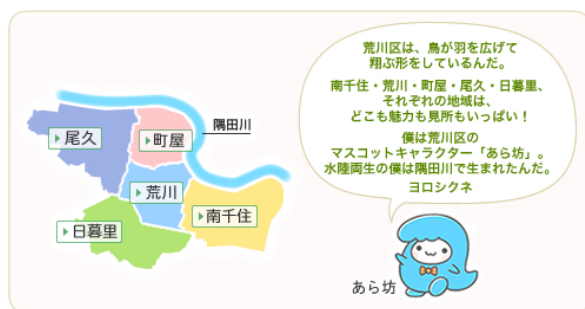 尾久
町屋
隅田川
荒川
南千住
日暮里
荒川区は、鳥が羽を広げて
翔ぶ形をしているんだ。
南千住・荒川・町屋・尾久・日暮里、
それぞれの地域は、
どこも魅力も見所もいっぱい！
僕は荒川区の
マスコットキャラクター「あら坊」。
水陸両生の僕は隅田川で生まれたんだ。
ヨロシクネ
あら坊